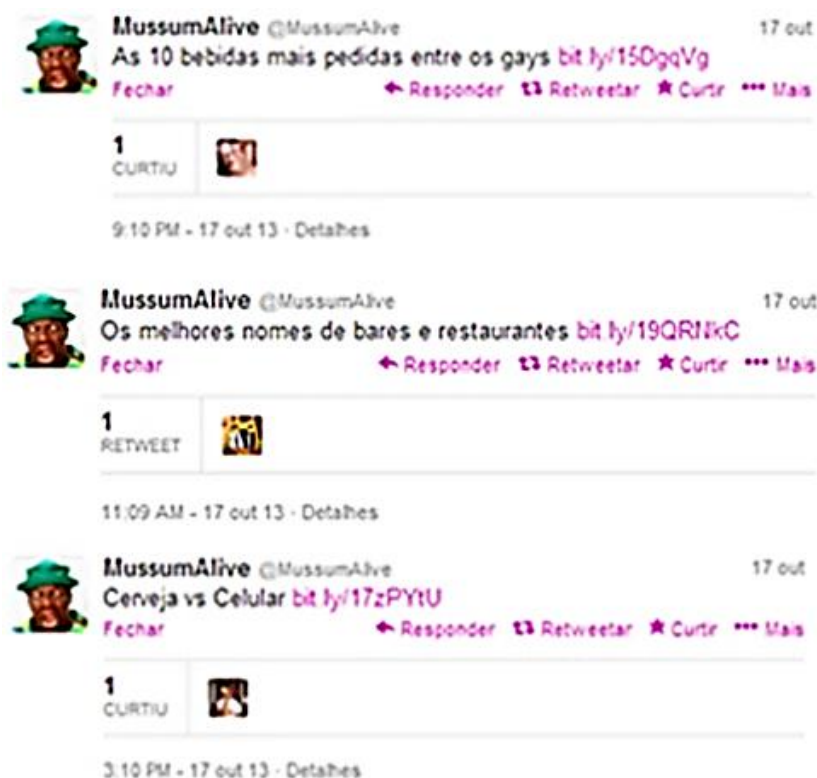 MussumAlive @MussumAlive 17 out
As 10 bebidas mais pedidas entre os gays bit.ly/15DgqVg
Fechar Responder Retweetar Curtir Mais
1
CURTIU
9:10 PM - 17 out 13 · Detalhes
MussumAlive @MussumAlive 17 out
Os melhores nomes de bares e restaurantes bit.ly/19QRNkC
Fechar Responder Retweetar Curtir Mais
1
RETWEET
11:09 AM - 17 out 13 · Detalhes
MussumAlive @MussumAlive 17 out
Cerveja vs Celular bit.ly/17zPYtU
Fechar Responder Retweetar Curtir Mais
1
CURTIU
3:10 PM - 17 out 13 · Detalhes